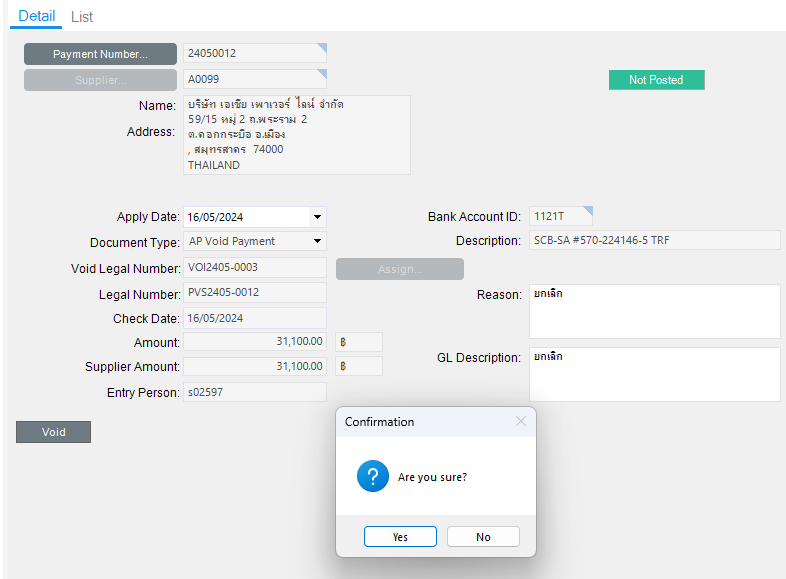 Detail List
Payment Number... 24050012
Supplier... A0099
Not Posted
Name: บริษัท เอเซีย เพาเวอร์ ไลน์ จำกัด
59/15 หมู่ 2 ถ.พระราม 2
Address: ต.คอกกระบือ อ.เมือง
, สมุทรสาคร 74000
THAILAND
Apply Date: 16/05/2024 Bank Account ID: 1121T
Document Type: AP Void Payment Description: SCB-SA #570-224146-5 TRF
Void Legal Number: VOI2405-0003 Assign...
Legal Number: PVS2405-0012 Reason: ยกเลิก
Check Date: 16/05/2024
Amount: 31,100.00 ฿
Supplier Amount: 31,100.00 ฿ GL Description: ยกเลิก
Entry Person: s02597
Void
Confirmation
Are you sure?
Yes No